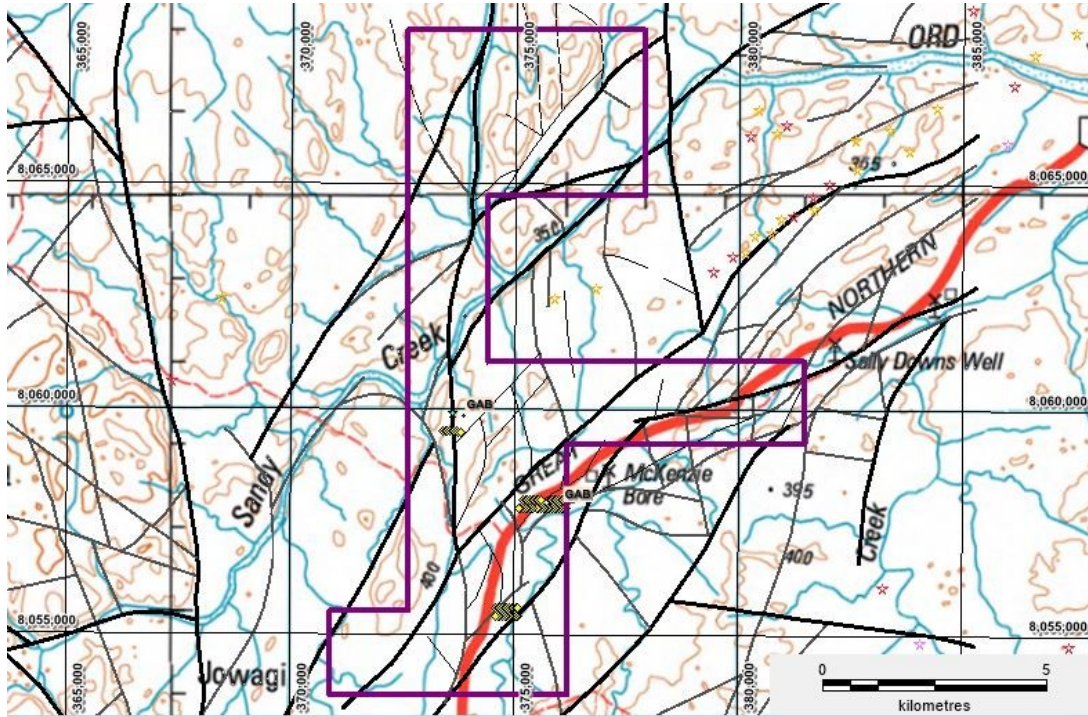 365,000
370,000
375,000
380,000
385,000
ORD
8,065,000
365
8,065,000
350
NORTHERN
Creek
Sally Downs Well
8,060,000
GAB
8,060,000
GREAT
McKenzie
Bore
GAB
395
Sandy
400
Creek
400
8,055,000
8,055,000
Jowagi
365,000
370,000
375,000
380,000
0 5
kilometres